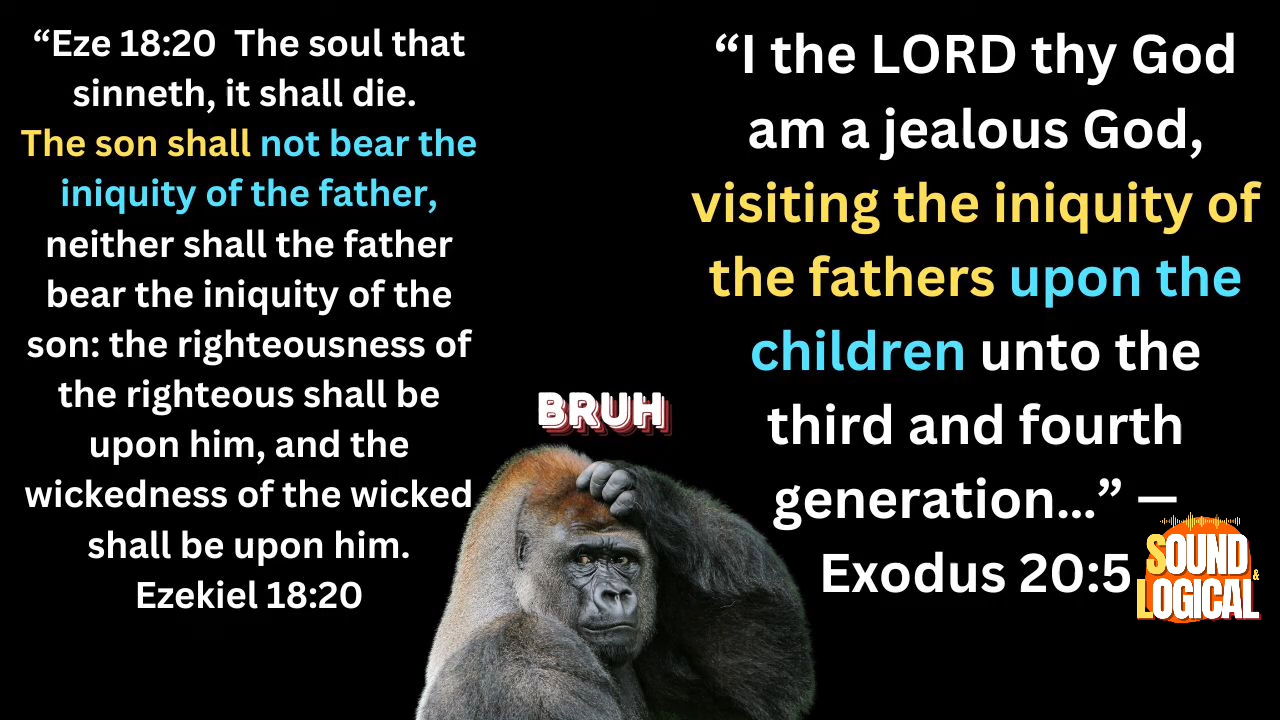 “Eze 18:20  The soul that
sinneth, it shall die.
The son shall not bear the
iniquity of the father,
neither shall the father
bear the iniquity of the
son: the righteousness of
the righteous shall be
upon him, and the
wickedness of the wicked
shall be upon him.
Ezekiel 18:20
BRUH
“I the LORD thy God
am a jealous God,
visiting the iniquity of
the fathers upon the
children unto the
third and fourth
generation...” —
Exodus 20:5
SOUND
&
LOGICAL